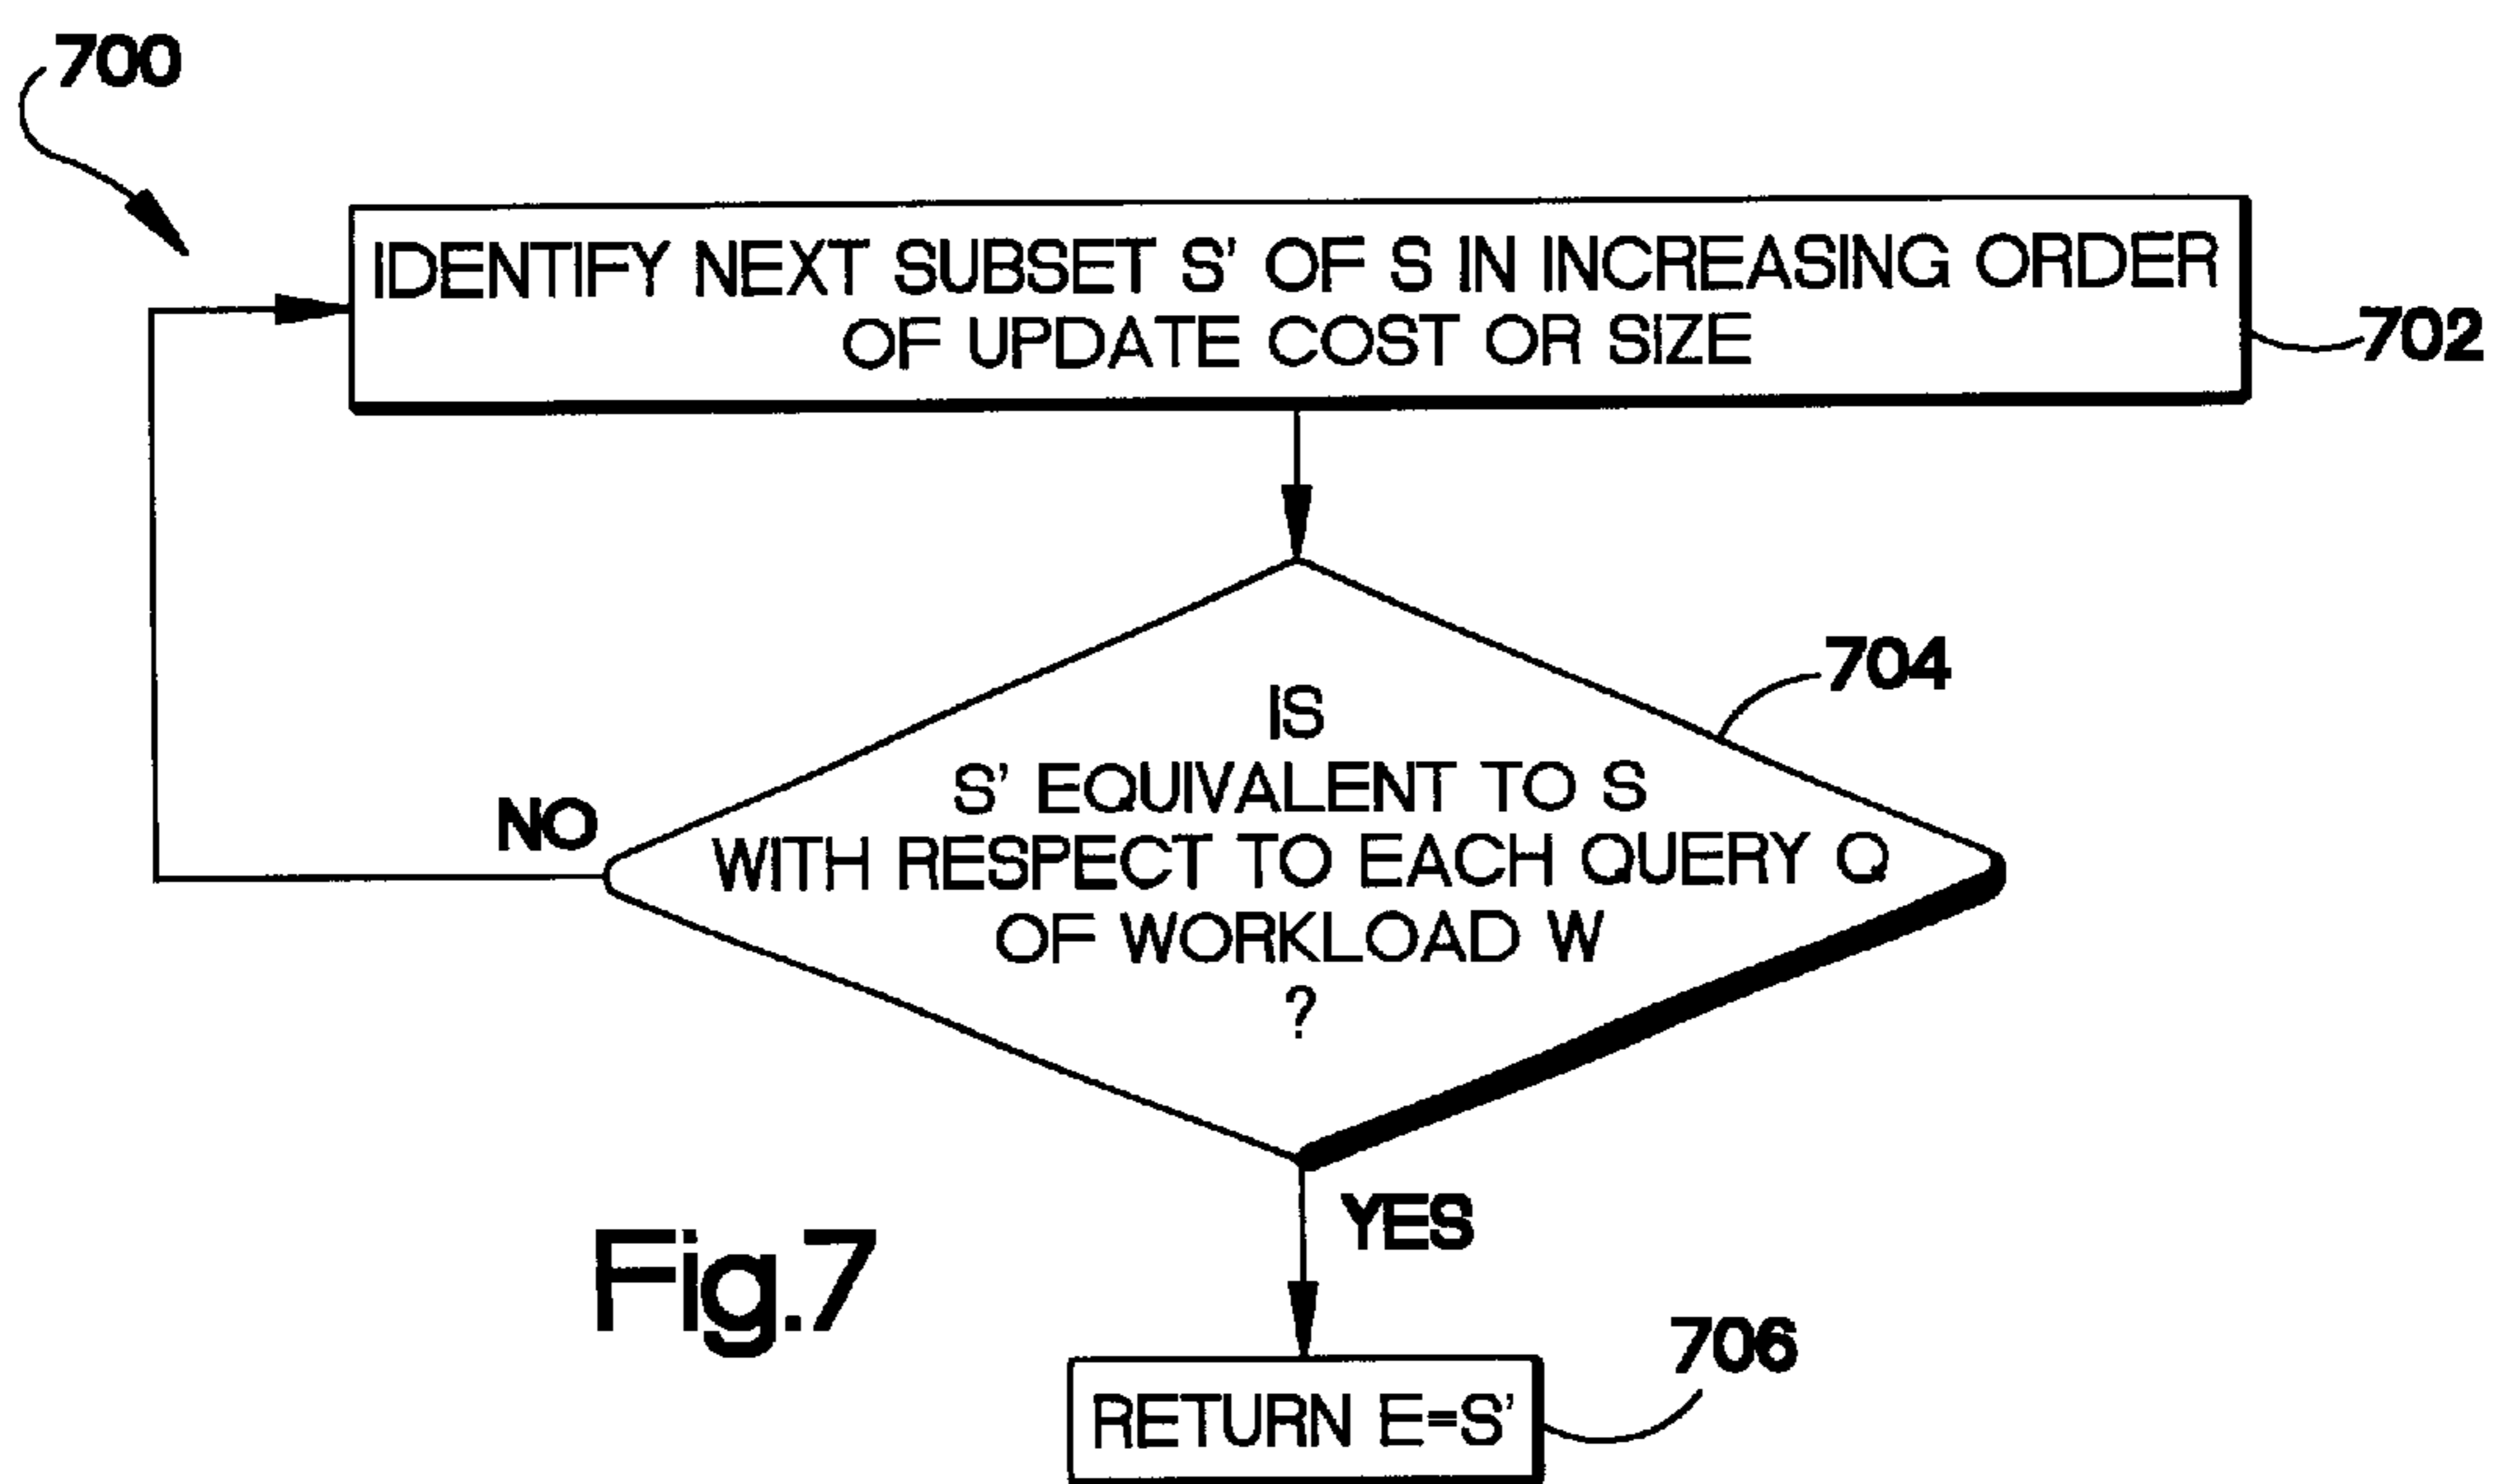 700
IDENTIFY NEXT SUBSET S' OF S IN INCREASING ORDER
OF UPDATE COST OR SIZE
702
704
IS
S' EQUIVALENT TO S
WITH RESPECT TO EACH QUERY Q
OF WORKLOAD W
?
NO
YES
Fig.7
706
RETURN E=S'